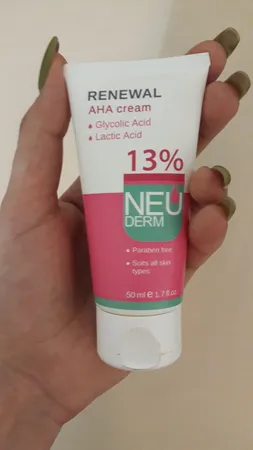 RENEWAL
AHA cream
Glycolic Acid
Lactic Acid
13%
NEU
DERM
Paraben free
Suits all skin
types
50 ml e 1.7 fl.oz.